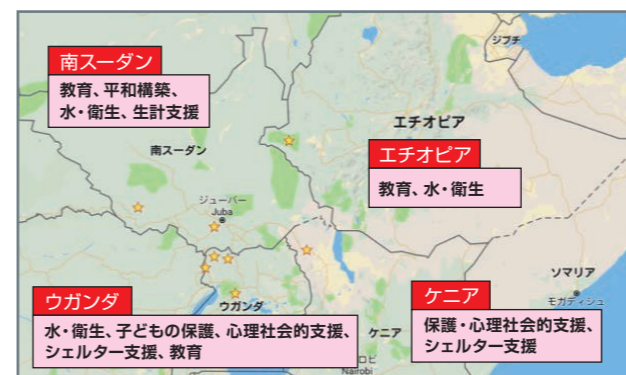 ジブチ
南スーダン
教育、平和構築、
水・衛生、生計支援
エチオピア
エチオピア
教育、水・衛生
南スーダン
ジューバー
Juba
ソマリア
モガディシュ
ウガンダ
水・衛生、子どもの保護、心理社会的支援、
シェルター支援、教育
ウガンダ
ケニア
ケニア
保護・心理社会的支援、
シェルター支援
ロビ
Nairobi